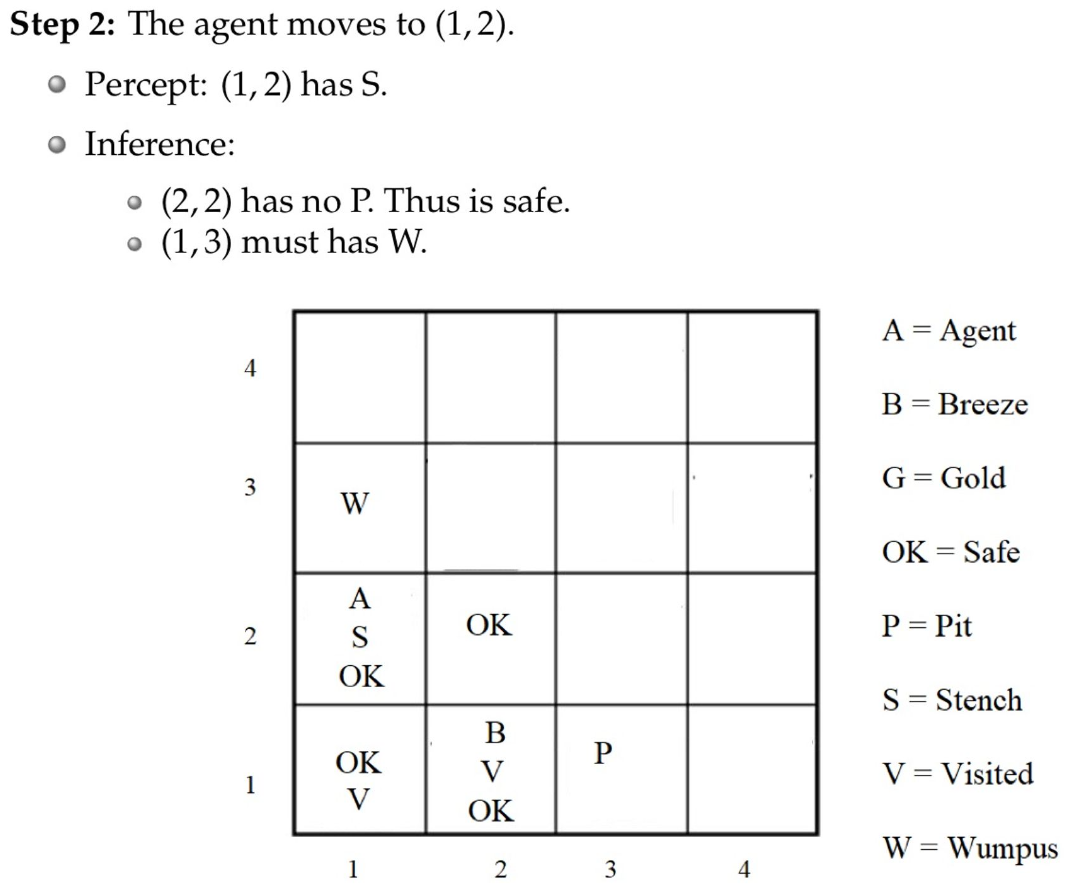 Step 2: The agent moves to (1, 2).
Percept: (1, 2) has S.
Inference:
(2, 2) has no P. Thus is safe.
(1, 3) must has W.
A = Agent
4
B = Breeze
3
W
G = Gold
OK = Safe
A
S
OK
2
OK
P = Pit
S = Stench
1
OK
V
B
V
OK
P
V = Visited
W = Wumpus
1 2 3 4